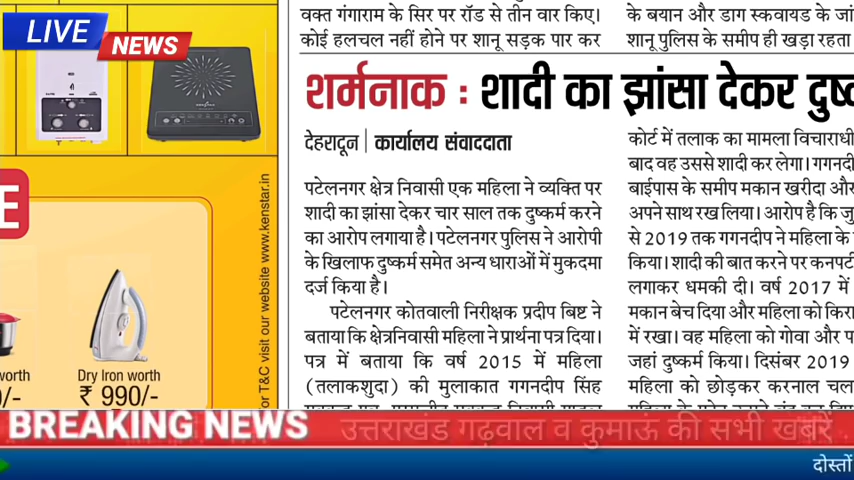 LIVE
NEWS
worth
0/-
Dry Iron worth
₹ 990/-
or T&C visit our website www.kenstar.in
वक्त गंगाराम के सिर पर रॉड से तीन वार किए।
कोई हलचल नहीं होने पर शानू सड़क पार कर
के बयान और डाग स्कवायड के जां
शानू पुलिस के समीप ही खड़ा रहता
शर्मनाक : शादी का झांसा देकर
देहरादून | कार्यालय संवाददाता
पटेलनगर क्षेत्र निवासी एक महिला ने व्यक्ति पर
शादी का झांसा देकर चार साल तक दुष्कर्म करने
का आरोप लगाया है। पटेलनगर पुलिस ने आरोपी
के खिलाफ दुष्कर्म समेत अन्य धाराओं में मुकदमा
दर्ज किया है।
पटेलनगर कोतवाली निरीक्षक प्रदीप बिष्ट ने
बताया कि क्षेत्रनिवासी महिला ने प्रार्थना पत्र दिया।
पत्र में बताया कि वर्ष 2015 में महिला
(तलाकशुदा) की मुलाकात गगनदीप सिंह
कोर्ट में तलाक का मामला विचाराधी
बाद वह उससे शादी कर लेगा। गगनदी
बाईपास के समीप मकान खरीदा और
अपने साथ रख लिया। आरोप है कि जु
से 2019 तक गगनदीप ने महिला के
किया। शादी की बात करने पर कनपटी
लगाकर धमकी दी। वर्ष 2017 में
मकान बेच दिया और महिला को किरा
में रखा। वह महिला को गोवा और प
जहां दुष्कर्म किया। दिसंबर 2019
महिला को छोड़कर करनाल चल
BREAKING NEWS
उत्तराखंड गढ़वाल व कुमाऊं की सभी खबरें
दोस्तों